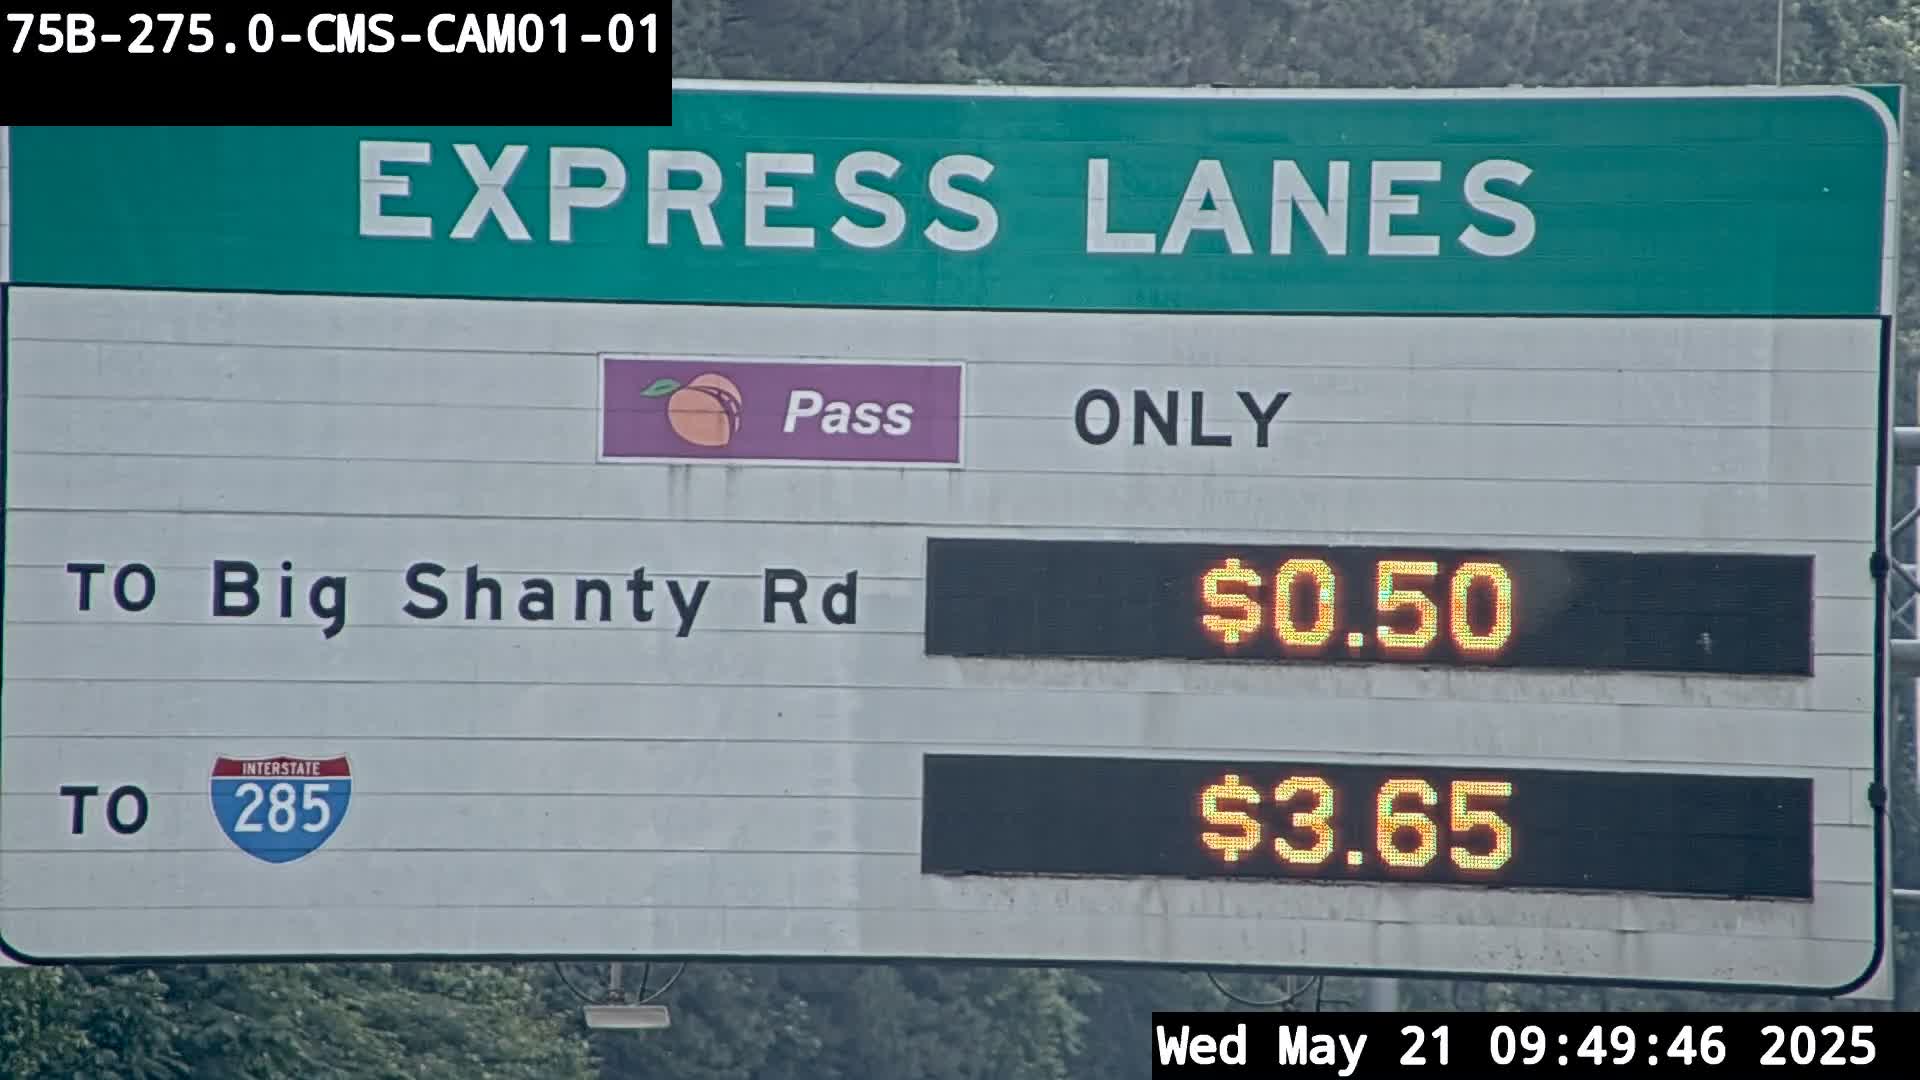 75B-275.0-CMS-CAM01-01
EXPRESS LANES
Pass ONLY
TO Big Shanty Rd $0.50
INTERSTATE
TO 285 $3.65
Wed May 21 09:49:46 2025